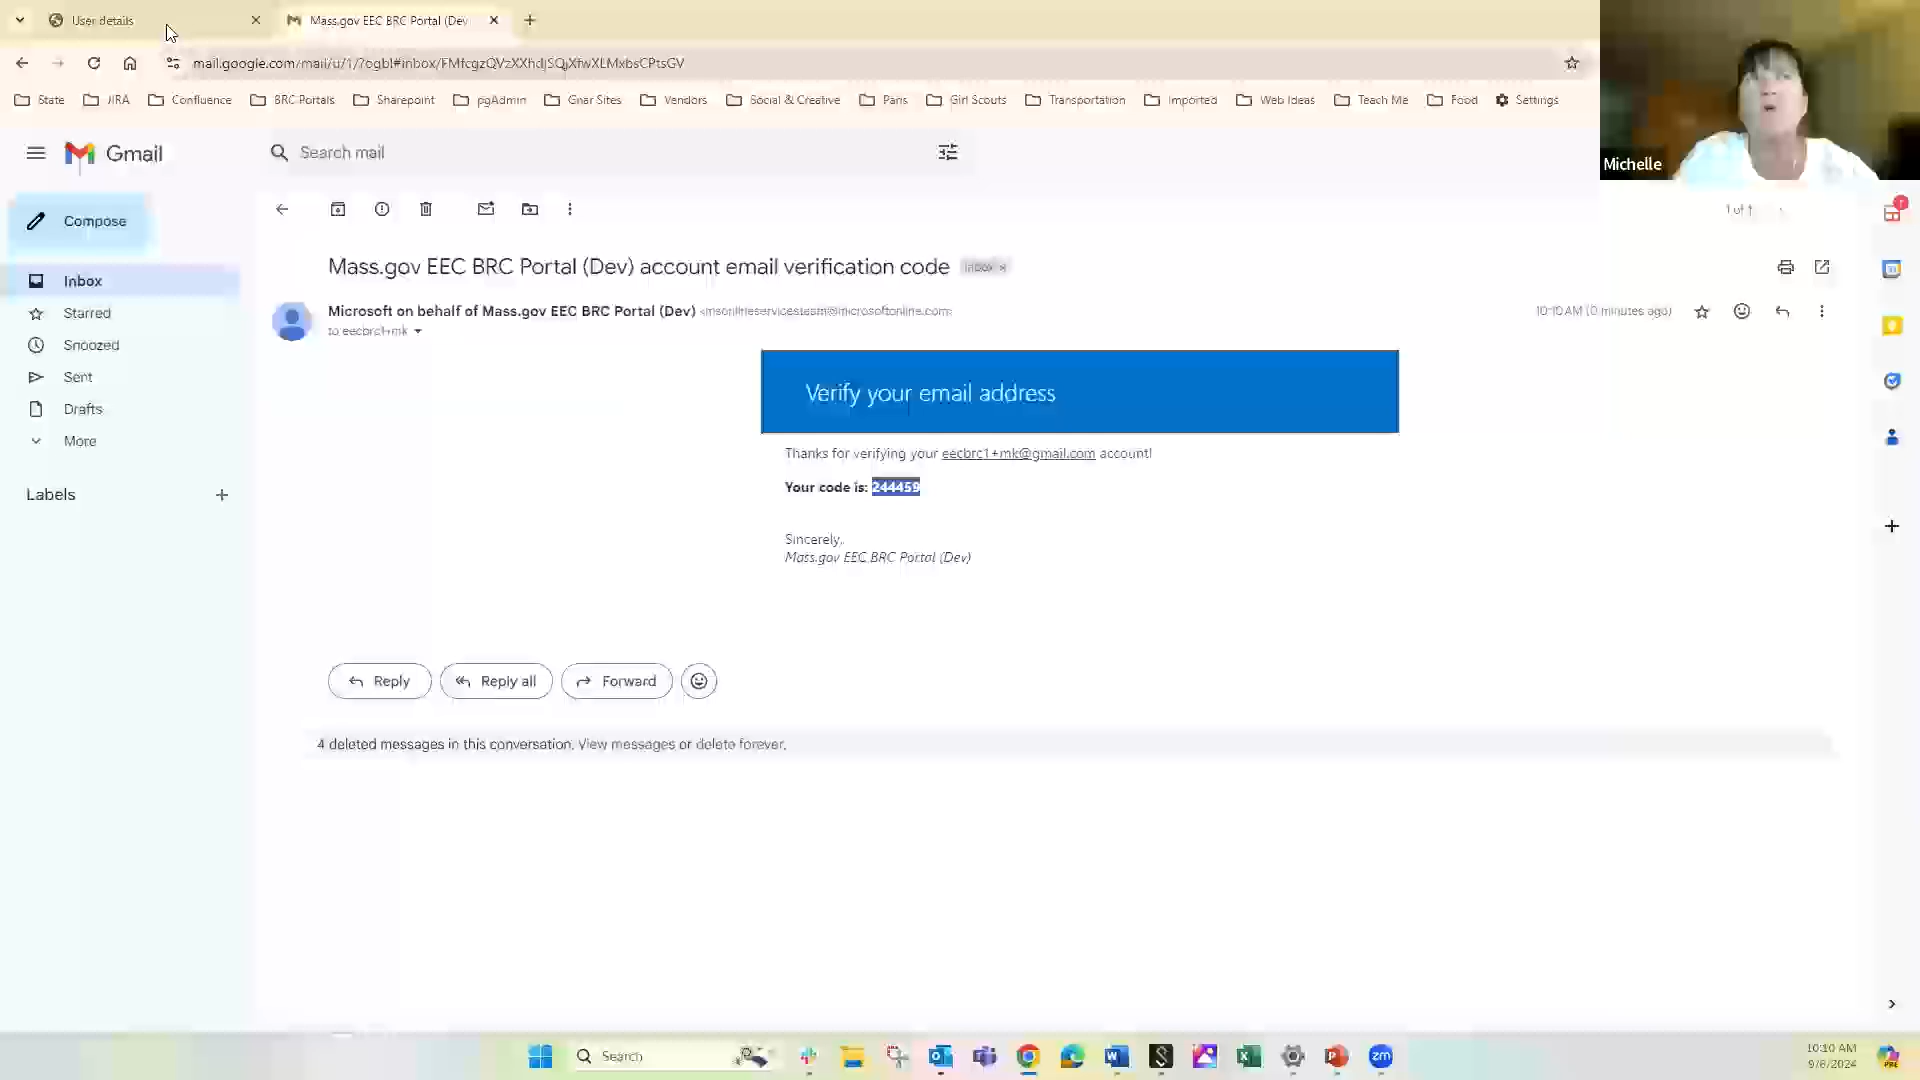 User details
Mass.gov EEC BRC Portal (Dev
mail.google.com/mail/u/1/?ogbl#inbox/FMfcgzQVzXXhdjSQjXfwXLMxbsCPtsGV
State JIRA Confluence BRC Portals Sharepoint pgAdmin Gnar Sites Vendors Social & Creative Paris Girl Scouts Transportation Imported Web Ideas Teach Me Food Settings
Michelle
Gmail
Search mail
Compose
1 of 1
Inbox
Starred
Snoozed
Sent
Drafts
More
Labels
Mass.gov EEC BRC Portal (Dev) account email verification code Inbox x
Microsoft on behalf of Mass.gov EEC BRC Portal (Dev) <msonlineservicesteam@microsoftonline.com>
10:10 AM (0 minutes ago)
to eecbrc1+mk
Verify your email address
Thanks for verifying your eecbrc1+mk@gmail.com account!
Your code is: 244459
Sincerely,
Mass.gov EEC BRC Portal (Dev)
Reply
Reply all
Forward
4 deleted messages in this conversation. View messages or delete forever.
Search
10:10 AM
9/6/2024